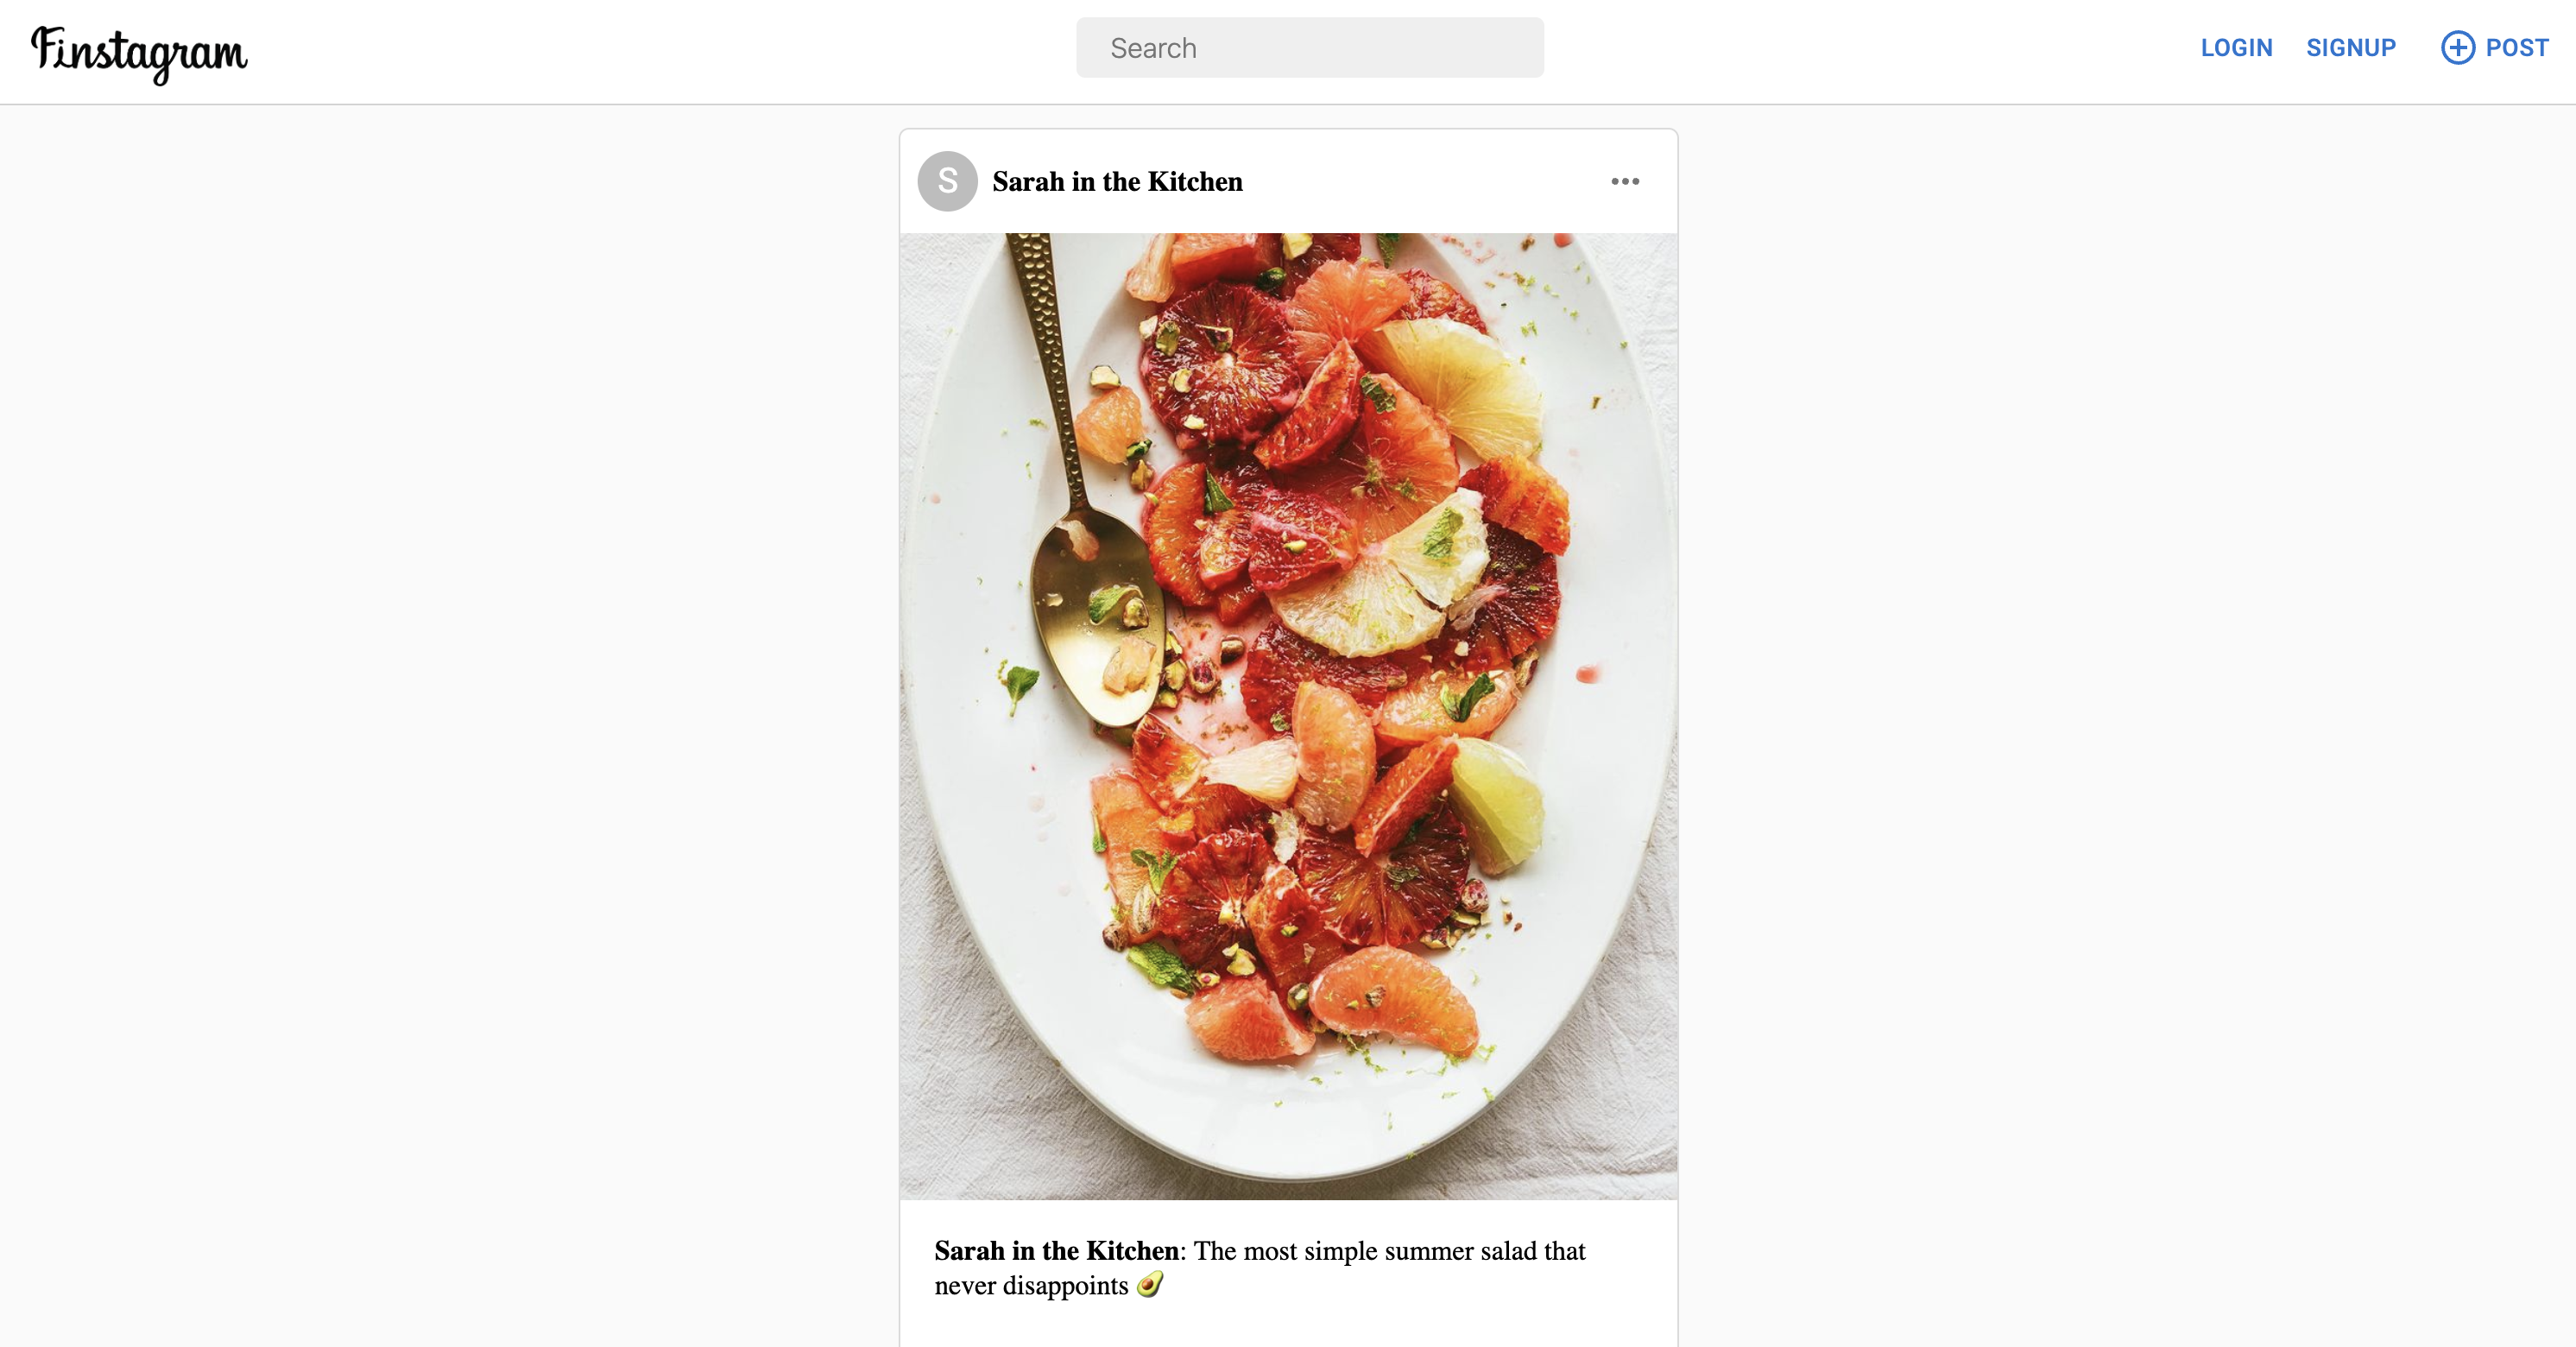 Finstagram
Search
LOGIN SIGNUP POST
S Sarah in the Kitchen
Sarah in the Kitchen: The most simple summer salad that
never disappoints 🥑